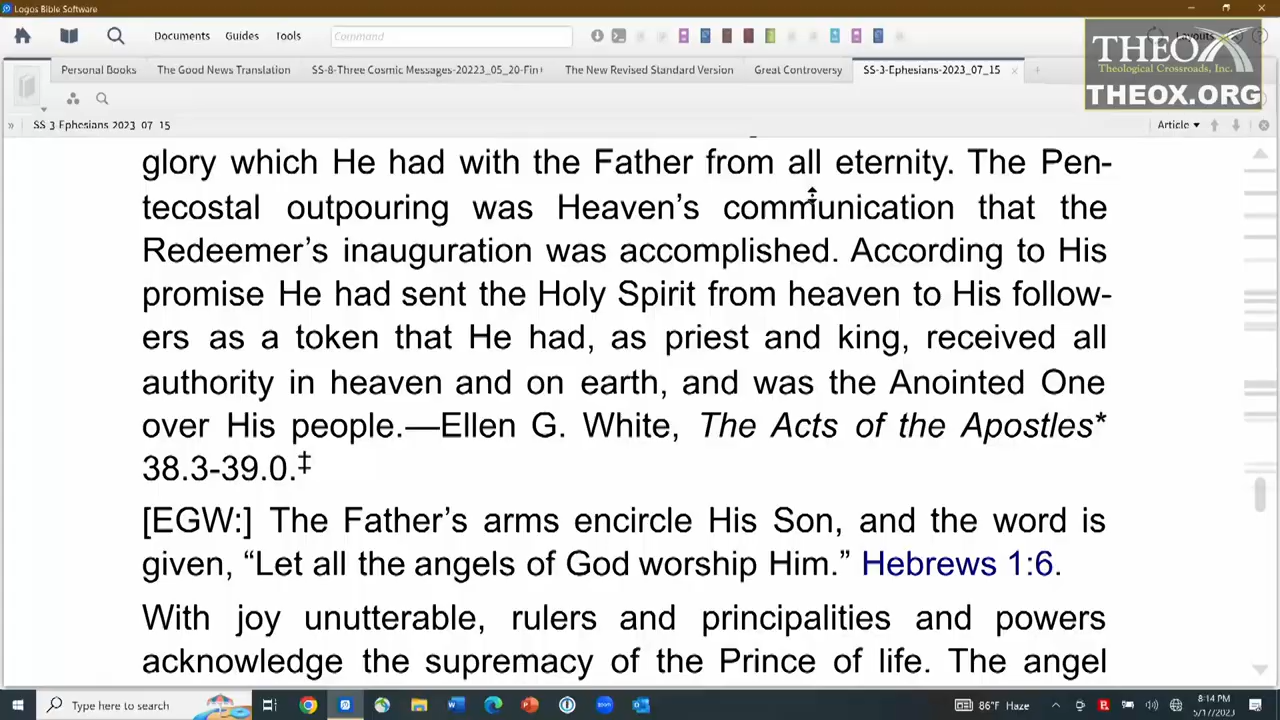 Logos Bible Software
Documents Guides Tools Command Layouts
THEOX
Theological Crossroads, Inc.
THEOX.ORG
Personal Books The Good News Translation SS-8-Three Cosmic Messages 2023_05_20-Fin The New Revised Standard Version Great Controversy SS-3-Ephesians-2023_07_15
SS-3-Ephesians-2023_07_15 Article
glory which He had with the Father from all eternity. The Pen-
tecostal outpouring was Heaven’s communication that the
Redeemer’s inauguration was accomplished. According to His
promise He had sent the Holy Spirit from heaven to His follow-
ers as a token that He had, as priest and king, received all
authority in heaven and on earth, and was the Anointed One
over His people.—Ellen G. White, The Acts of the Apostles*
38.3-39.0.‡
[EGW:] The Father’s arms encircle His Son, and the word is
given, “Let all the angels of God worship Him.” Hebrews 1:6.
With joy unutterable, rulers and principalities and powers
acknowledge the supremacy of the Prince of life. The angel
Type here to search 86°F Haze 8:14 PM
5/17/2023